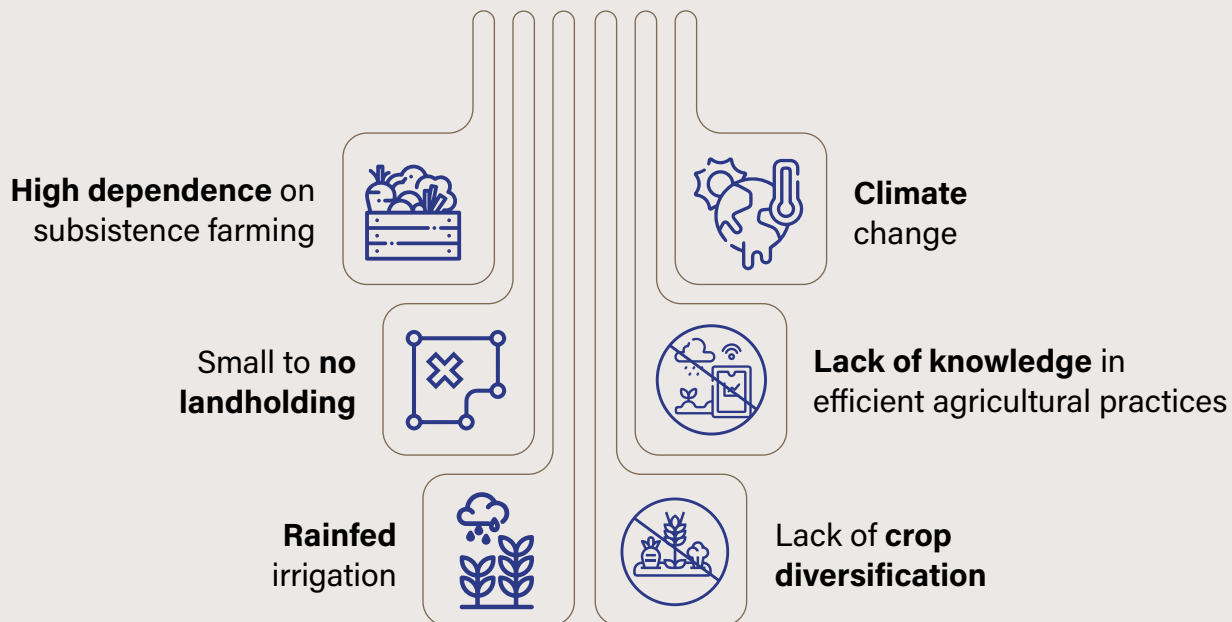 High dependence on
subsistence farming
Climate
change
Small to no
landholding
Lack of knowledge in
efficient agricultural practices
Rainfed
irrigation
Lack of crop
diversification